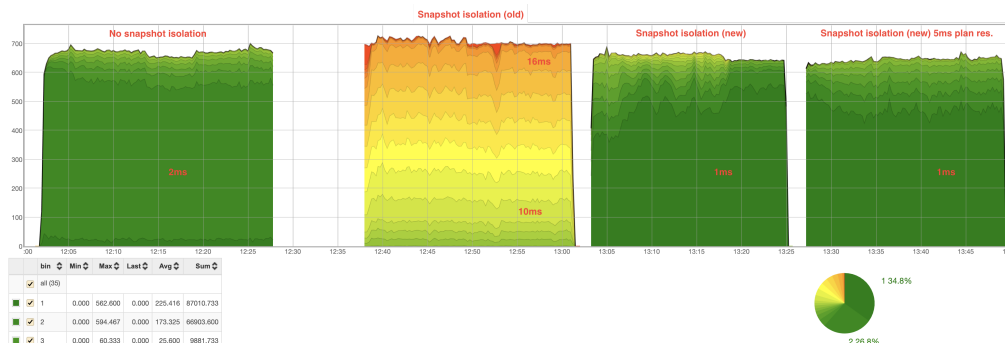 Snapshot isolation (old)
No snapshot isolation
Snapshot isolation (new)
Snapshot isolation (new) 5ms plan res.
700
600
500
400
300
200
100
0
16ms
2ms
10ms
1ms
1ms
:00 12:05 12:10 12:15 12:20 12:25 12:30 12:35 12:40 12:45 12:50 12:55 13:00 13:05 13:10 13:15 13:20 13:25 13:35 13:40 13:45
bin Min Max Last Avg Sum
all (35)
1 0.000 562.600 0.000 225.416 87010.733
2 0.000 594.467 0.000 173.325 66903.600
3 0.000 60.333 0.000 25.600 9881.733
1 34.8%
2 26.8%